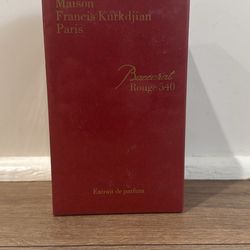 Maison
Francis Kurkdjian
Paris
Baccarat
Rouge 540
Extrait de parfum